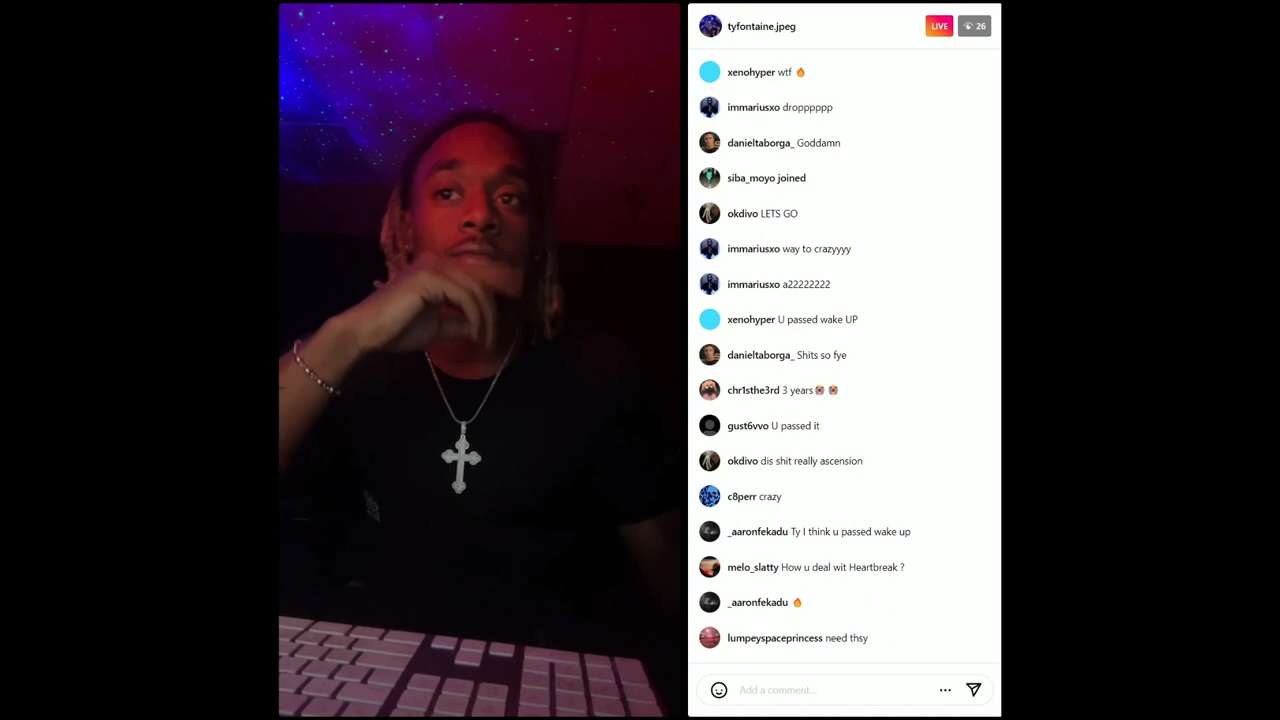 tyfontaine.jpeg LIVE 26
xenohyper wtf 🔥
immariusxo dropppppp
danieltaborga_ Goddamn
siba_moyo joined
okdivo LETS GO
immariusxo way to crazyyyy
immariusxo a22222222
xenohyper U passed wake UP
danieltaborga_ Shits so fye
chr1sthe3rd 3 years😭😭
gust6vvo U passed it
okdivo dis shit really ascension
c8perr crazy
_aaronfekadu Ty I think u passed wake up
melo_slatty How u deal wit Heartbreak ?
_aaronfekadu 🔥
lumpeyspaceprincess need thsy
Add a comment...